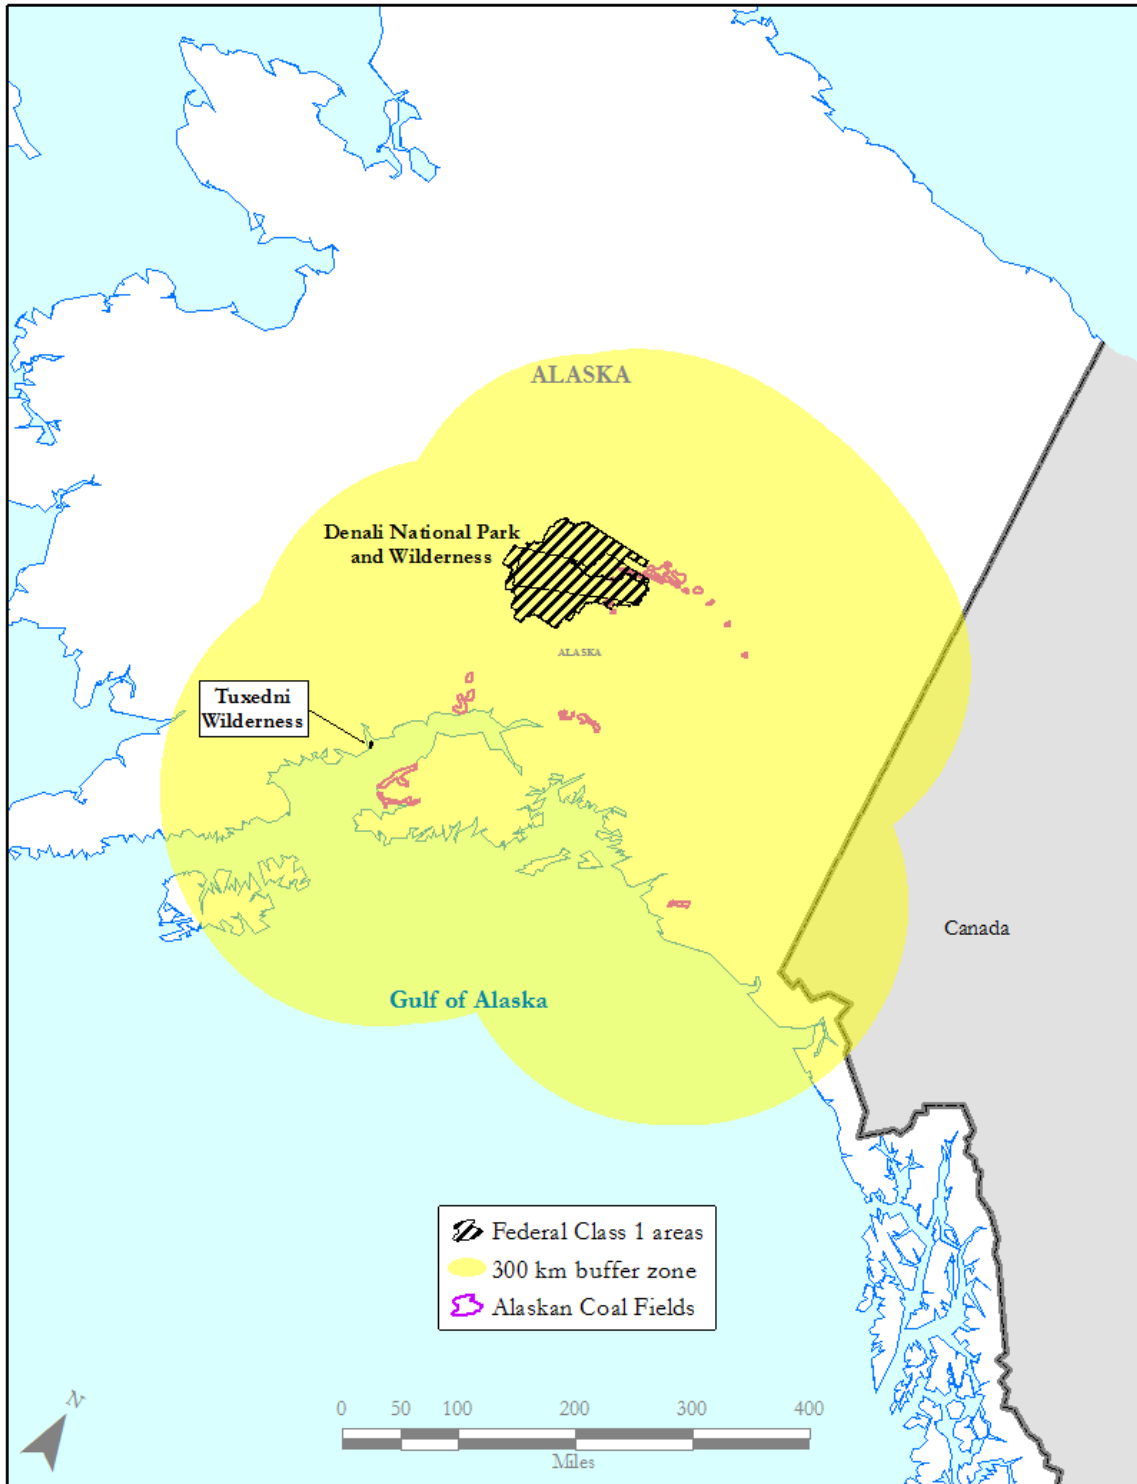 ALASKA
Denali National Park
and Wilderness
ALASKA
Tuxedni
Wilderness
Canada
Gulf of Alaska
Federal Class 1 areas
300 km buffer zone
Alaskan Coal Fields
N
0 50 100 200 300 400
Miles